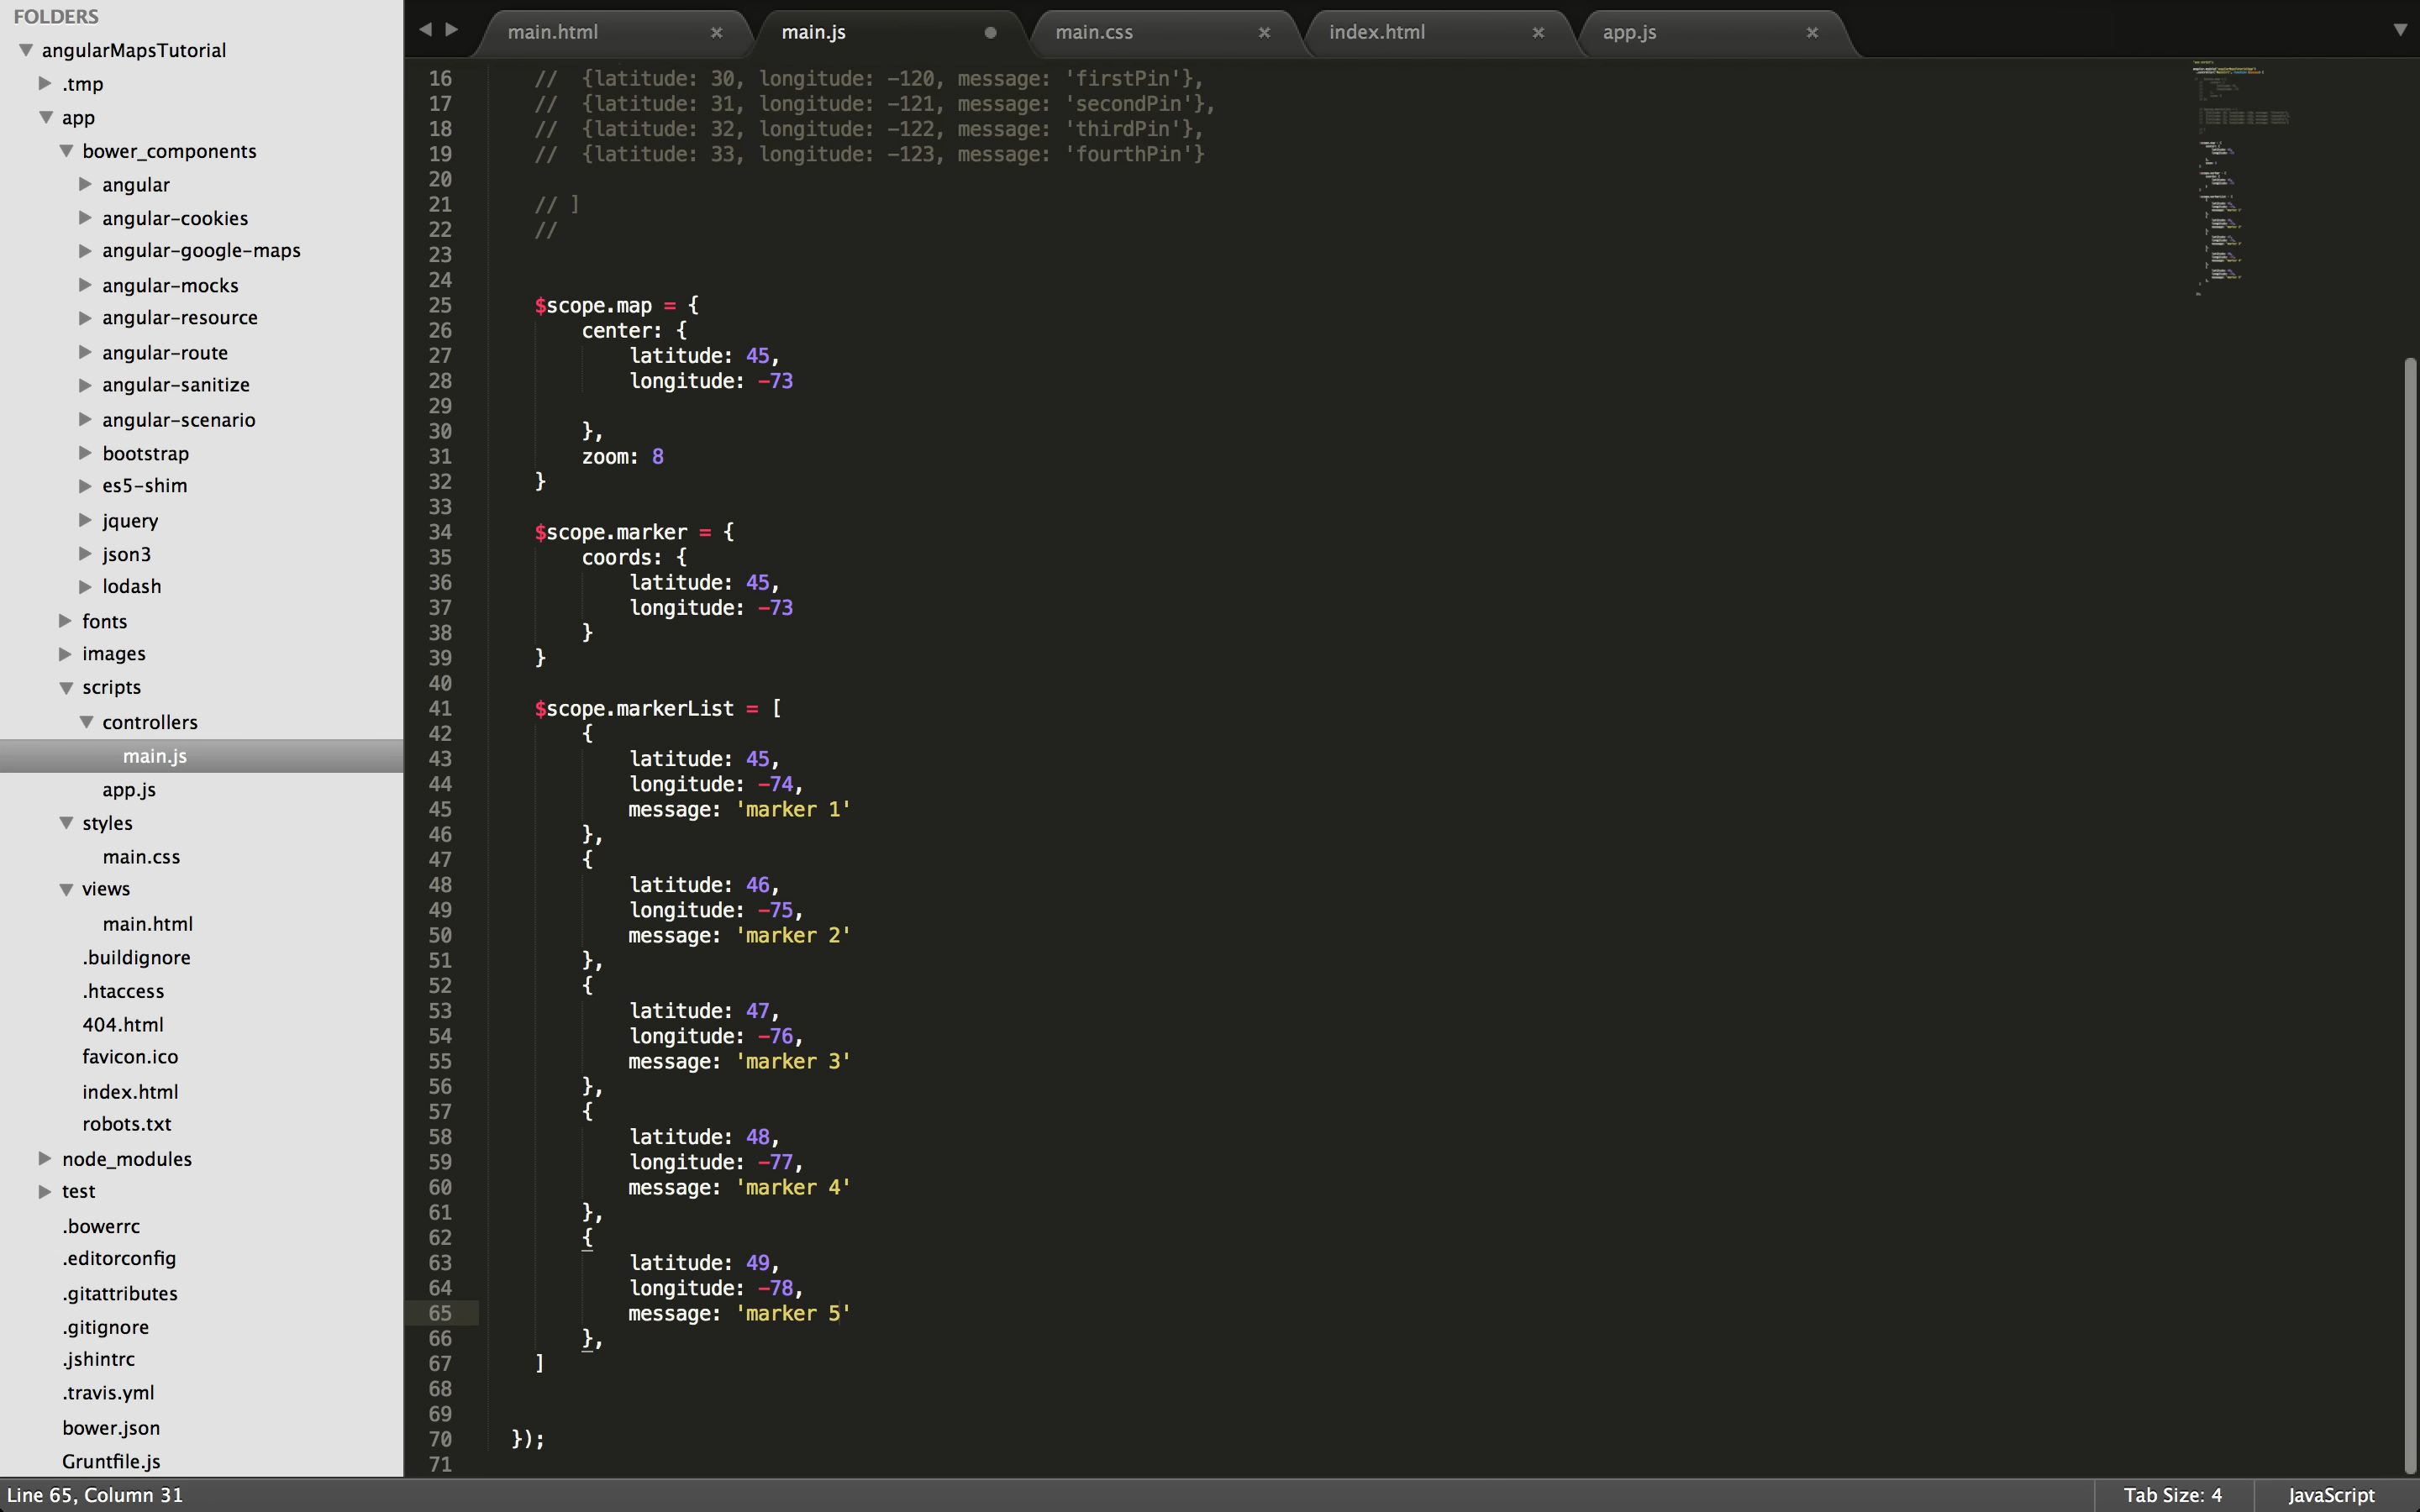 FOLDERS
angularMapsTutorial
.tmp
app
bower_components
angular
angular-cookies
angular-google-maps
angular-mocks
angular-resource
angular-route
angular-sanitize
angular-scenario
bootstrap
es5-shim
jquery
json3
lodash
fonts
images
scripts
controllers
main.js
app.js
styles
main.css
views
main.html
.buildignore
.htaccess
404.html
favicon.ico
index.html
robots.txt
node_modules
test
.bowerrc
.editorconfig
.gitattributes
.gitignore
.jshintrc
.travis.yml
bower.json
Gruntfile.js
main.html × main.js main.css × index.html × app.js ×
16 // {latitude: 30, longitude: -120, message: 'firstPin'},
17 // {latitude: 31, longitude: -121, message: 'secondPin'},
18 // {latitude: 32, longitude: -122, message: 'thirdPin'},
19 // {latitude: 33, longitude: -123, message: 'fourthPin'}
20
21 // ]
22 //
23
24
25 $scope.map = {
26 center: {
27 latitude: 45,
28 longitude: -73
29
30 },
31 zoom: 8
32 }
33
34 $scope.marker = {
35 coords: {
36 latitude: 45,
37 longitude: -73
38 }
39 }
40
41 $scope.markerList = [
42 {
43 latitude: 45,
44 longitude: -74,
45 message: 'marker 1'
46 },
47 {
48 latitude: 46,
49 longitude: -75,
50 message: 'marker 2'
51 },
52 {
53 latitude: 47,
54 longitude: -76,
55 message: 'marker 3'
56 },
57 {
58 latitude: 48,
59 longitude: -77,
60 message: 'marker 4'
61 },
62 {
63 latitude: 49,
64 longitude: -78,
65 message: 'marker 5'
66 },
67 ]
68
69
70 });
71
Line 65, Column 31 Tab Size: 4 JavaScript